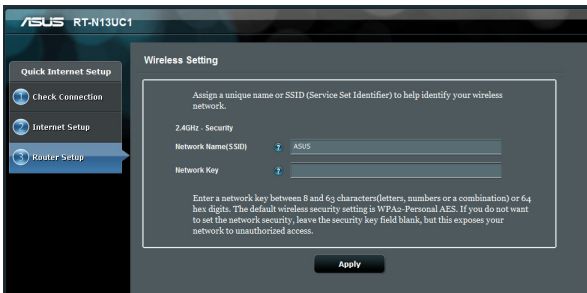 ASUS RT-N13UC1
Quick Internet Setup
1 Check Connection
2 Internet Setup
3 Router Setup
Wireless Setting
Assign a unique name or SSID (Service Set Identifier) to help identify your wireless
network.
2.4GHz - Security
Network Name(SSID) ? ASUS
Network Key ?
Enter a network key between 8 and 63 characters(letters, numbers or a combination) or 64
hex digits. The default wireless security setting is WPA2-Personal AES. If you do not want
to set the network security, leave the security key field blank, but this exposes your
network to unauthorized access.
Apply